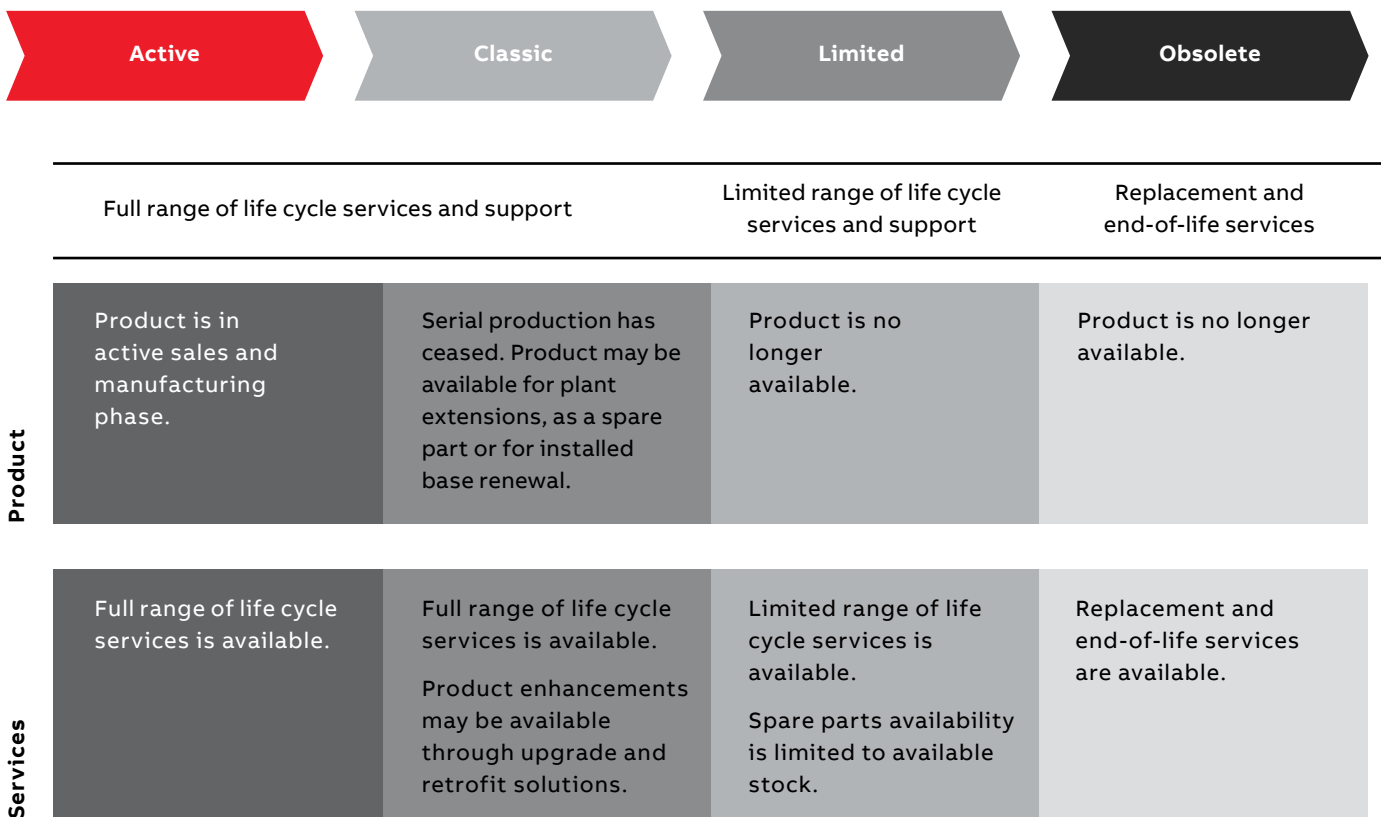 Active
Classic
Limited
Obsolete
Full range of life cycle services and support
Limited range of life cycle
services and support
Replacement and
end-of-life services
Product
Product is in
active sales and
manufacturing
phase.
Serial production has
ceased. Product may be
available for plant
extensions, as a spare
part or for installed
base renewal.
Product is no
longer
available.
Product is no longer
available.
Services
Full range of life cycle
services is available.
Full range of life cycle
services is available.
Product enhancements
may be available
through upgrade and
retrofit solutions.
Limited range of life
cycle services is
available.
Spare parts availability
is limited to available
stock.
Replacement and
end-of-life services
are available.